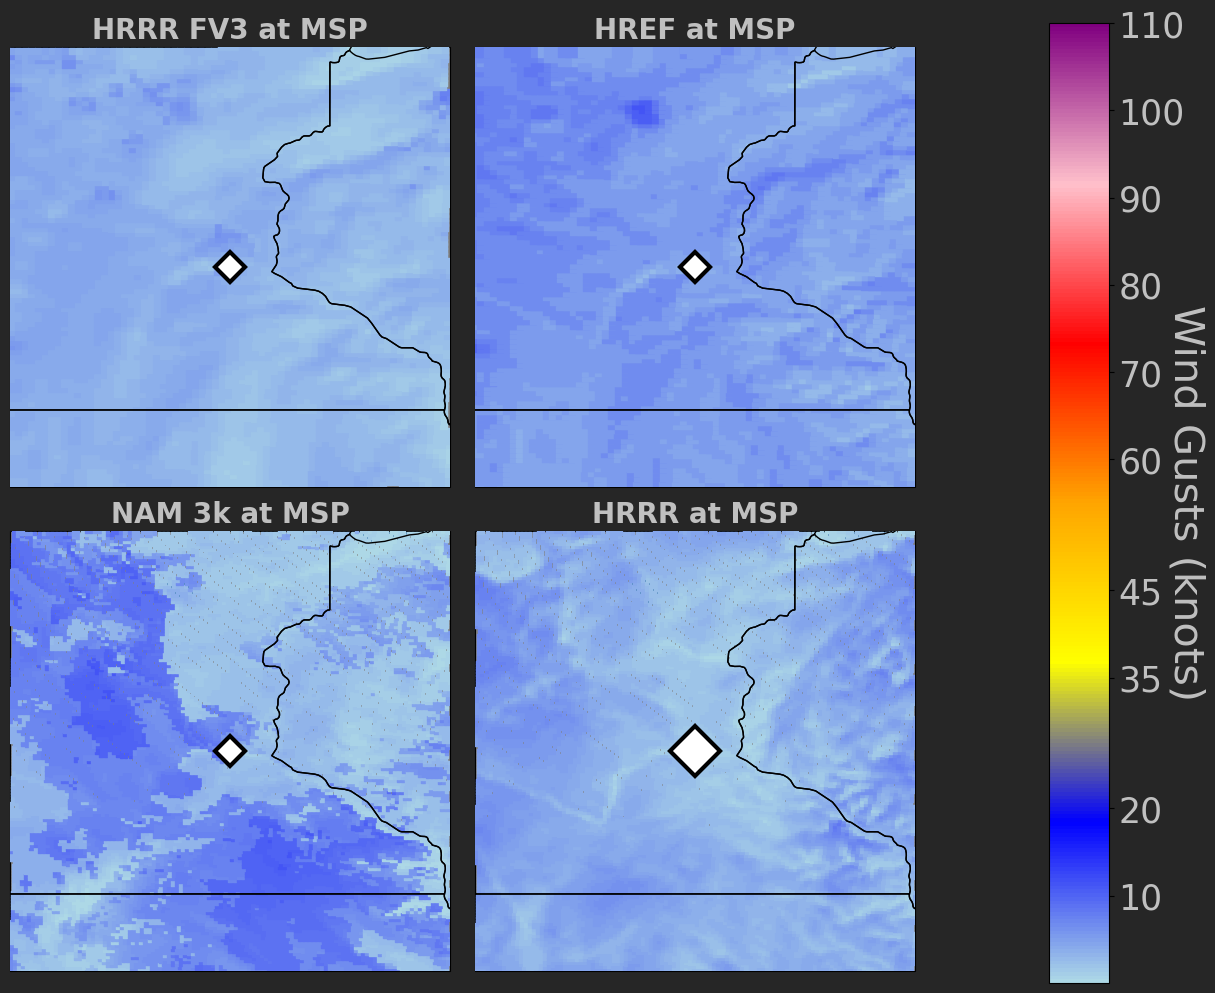 HRRR FV3 at MSP
HREF at MSP
NAM 3k at MSP
HRRR at MSP
110
100
90
80
70
60
45
35
20
10
Wind Gusts (knots)